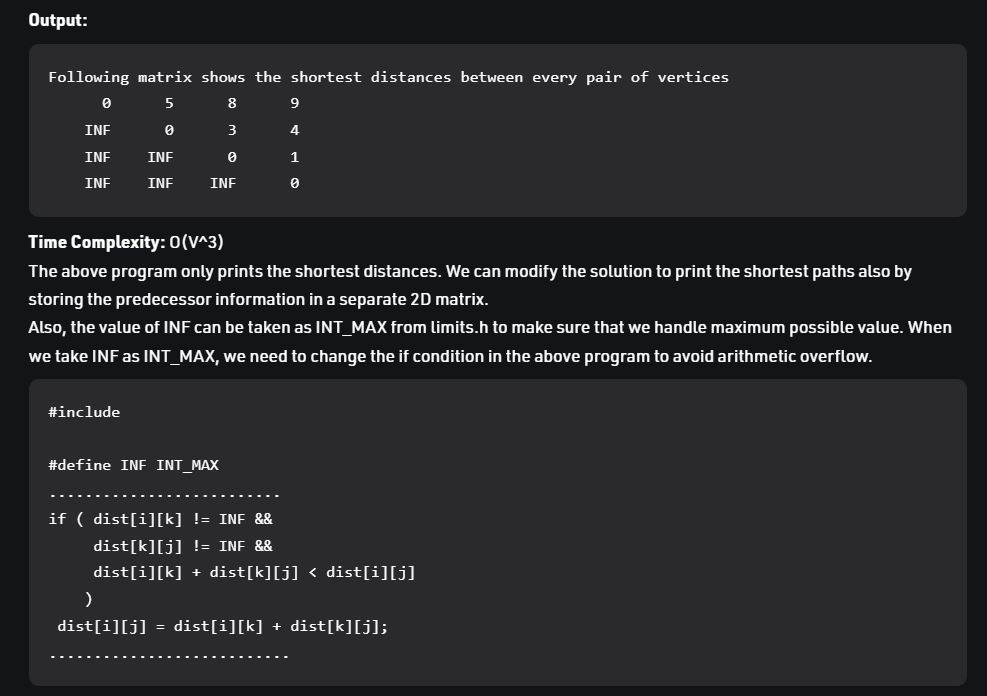 Output:
Following matrix shows the shortest distances between every pair of vertices
0 5 8 9
INF 0 3 4
INF INF 0 1
INF INF INF 0
Time Complexity: O(V^3)
The above program only prints the shortest distances. We can modify the solution to print the shortest paths also by
storing the predecessor information in a separate 2D matrix.
Also, the value of INF can be taken as INT_MAX from limits.h to make sure that we handle maximum possible value. When
we take INF as INT_MAX, we need to change the if condition in the above program to avoid arithmetic overflow.
#include
#define INF INT_MAX
..........................
if ( dist[i][k] != INF &&
dist[k][j] != INF &&
dist[i][k] + dist[k][j] < dist[i][j]
)
dist[i][j] = dist[i][k] + dist[k][j];
...........................